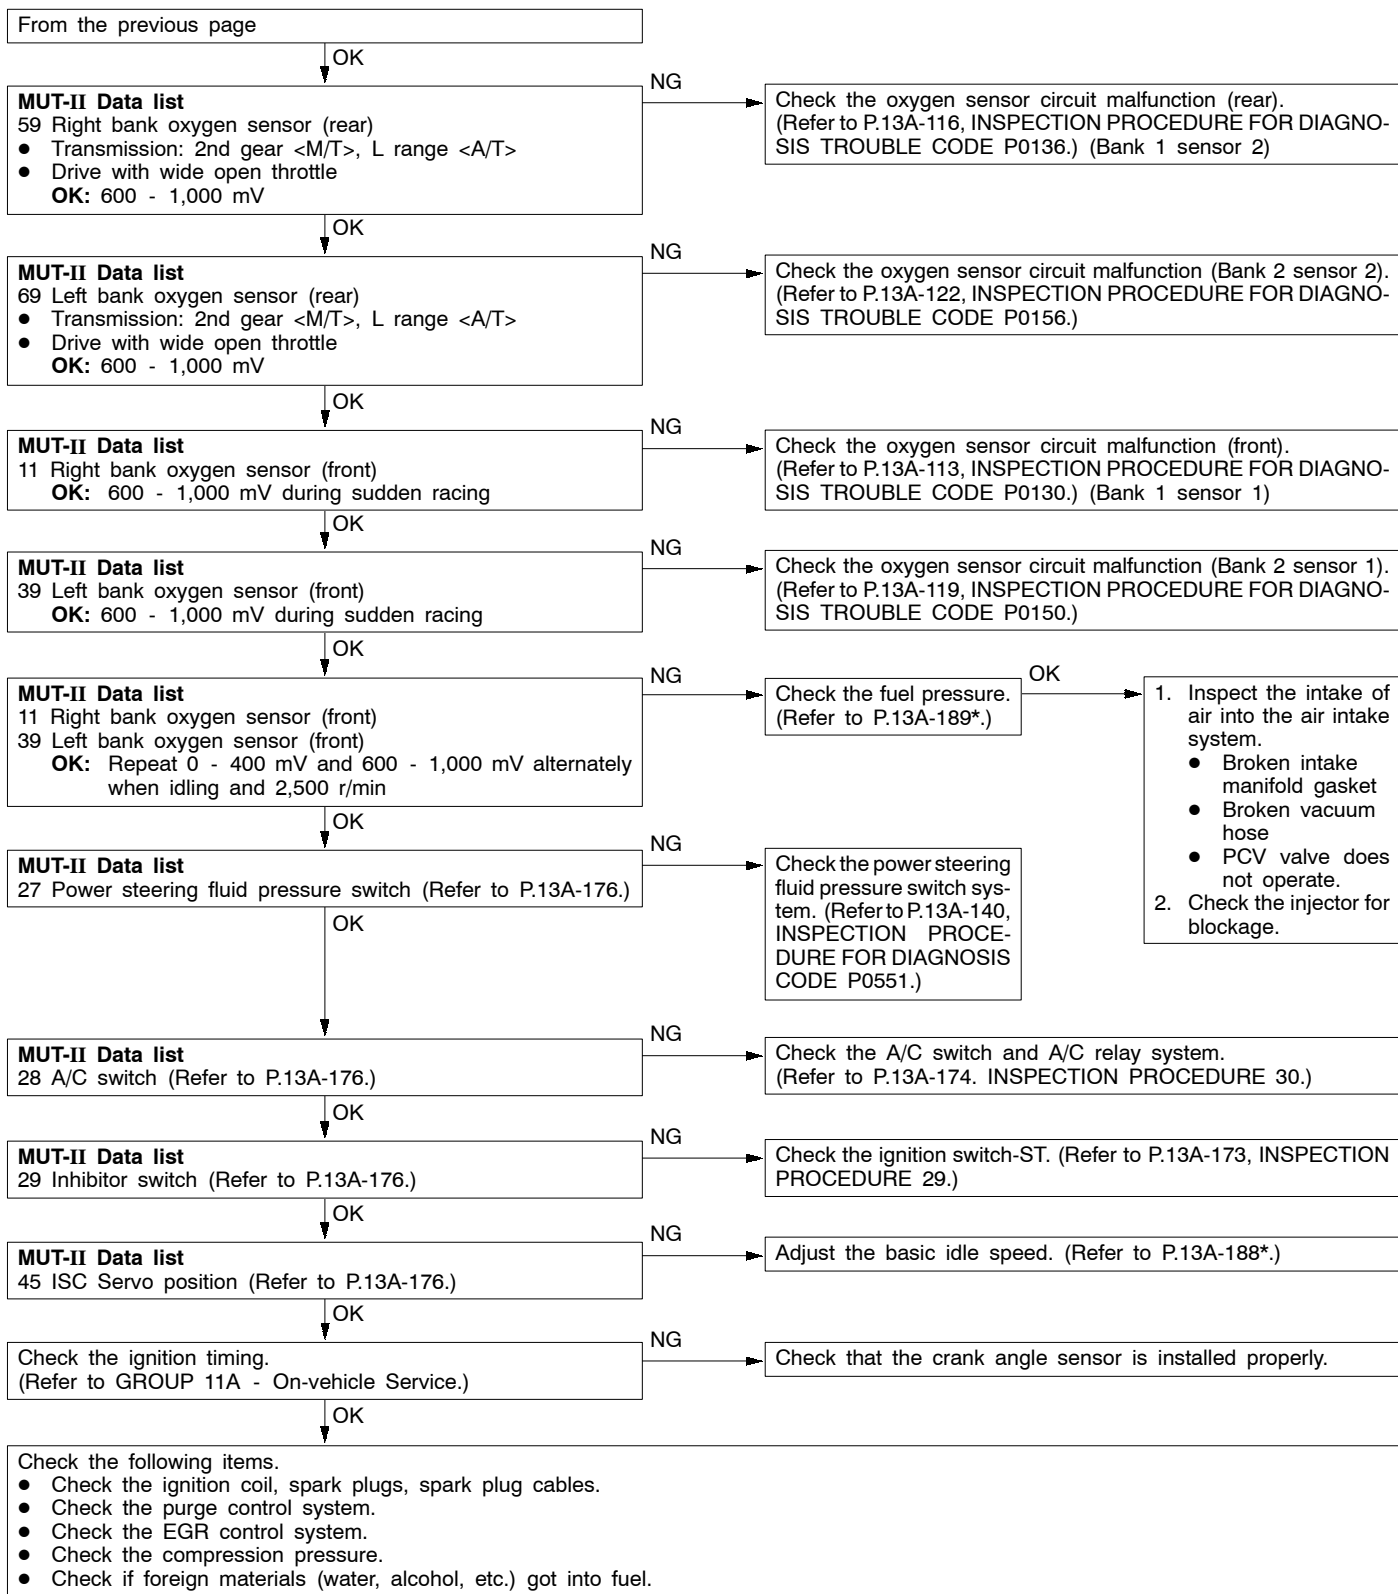 From the previous page
OK
MUT-II Data list
59 Right bank oxygen sensor (rear)
● Transmission: 2nd gear <M/T>, L range <A/T>
● Drive with wide open throttle
OK: 600 - 1,000 mV
NG
Check the oxygen sensor circuit malfunction (rear).
(Refer to P.13A-116, INSPECTION PROCEDURE FOR DIAGNO-
SIS TROUBLE CODE P0136.) (Bank 1 sensor 2)
OK
MUT-II Data list
69 Left bank oxygen sensor (rear)
● Transmission: 2nd gear <M/T>, L range <A/T>
● Drive with wide open throttle
OK: 600 - 1,000 mV
NG
Check the oxygen sensor circuit malfunction (Bank 2 sensor 2).
(Refer to P.13A-122, INSPECTION PROCEDURE FOR DIAGNO-
SIS TROUBLE CODE P0156.)
OK
MUT-II Data list
11 Right bank oxygen sensor (front)
OK: 600 - 1,000 mV during sudden racing
NG
Check the oxygen sensor circuit malfunction (front).
(Refer to P.13A-113, INSPECTION PROCEDURE FOR DIAGNO-
SIS TROUBLE CODE P0130.) (Bank 1 sensor 1)
OK
MUT-II Data list
39 Left bank oxygen sensor (front)
OK: 600 - 1,000 mV during sudden racing
NG
Check the oxygen sensor circuit malfunction (Bank 2 sensor 1).
(Refer to P.13A-119, INSPECTION PROCEDURE FOR DIAGNO-
SIS TROUBLE CODE P0150.)
OK
MUT-II Data list
11 Right bank oxygen sensor (front)
39 Left bank oxygen sensor (front)
OK: Repeat 0 - 400 mV and 600 - 1,000 mV alternately
when idling and 2,500 r/min
NG
Check the fuel pressure.
(Refer to P.13A-189*.)
OK
1. Inspect the intake of
air into the air intake
system.
● Broken intake
manifold gasket
● Broken vacuum
hose
● PCV valve does
not operate.
2. Check the injector for
blockage.
OK
MUT-II Data list
27 Power steering fluid pressure switch (Refer to P.13A-176.)
NG
Check the power steering
fluid pressure switch sys-
tem. (Refer to P.13A-140,
INSPECTION PROCE-
DURE FOR DIAGNOSIS
CODE P0551.)
OK
MUT-II Data list
28 A/C switch (Refer to P.13A-176.)
NG
Check the A/C switch and A/C relay system.
(Refer to P.13A-174. INSPECTION PROCEDURE 30.)
OK
MUT-II Data list
29 Inhibitor switch (Refer to P.13A-176.)
NG
Check the ignition switch-ST. (Refer to P.13A-173, INSPECTION
PROCEDURE 29.)
OK
MUT-II Data list
45 ISC Servo position (Refer to P.13A-176.)
NG
Adjust the basic idle speed. (Refer to P.13A-188*.)
OK
Check the ignition timing.
(Refer to GROUP 11A - On-vehicle Service.)
NG
Check that the crank angle sensor is installed properly.
OK
Check the following items.
● Check the ignition coil, spark plugs, spark plug cables.
● Check the purge control system.
● Check the EGR control system.
● Check the compression pressure.
● Check if foreign materials (water, alcohol, etc.) got into fuel.